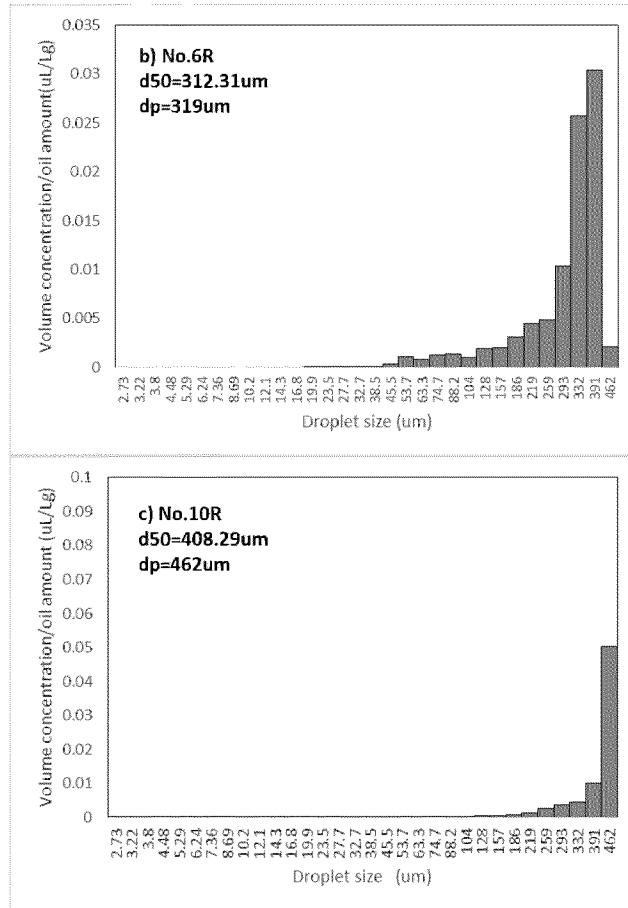 b) No.6R
d50=312.31um
dp=319um
Volume concentration/oil amount(uL/Lg)
0.035
0.03
0.025
0.02
0.015
0.01
0.005
0
2.73 3.22 3.8 4.48 5.29 6.24 7.36 8.69 10.2 12.1 14.3 16.8 19.9 23.5 27.7 32.7 38.5 45.5 53.7 63.3 74.7 88.2 104 128 157 186 219 259 293 332 391 462
Droplet size (um)
c) No.10R
d50=408.29um
dp=462um
Volume concentration/oil amount (uL/Lg)
0.1
0.09
0.08
0.07
0.06
0.05
0.04
0.03
0.02
0.01
0
2.73 3.22 3.8 4.48 5.29 6.24 7.36 8.69 10.2 12.1 14.3 16.8 19.9 23.5 27.7 32.7 38.5 45.5 53.7 63.3 74.7 88.2 104 128 157 186 219 259 293 332 391 462
Droplet size (um)